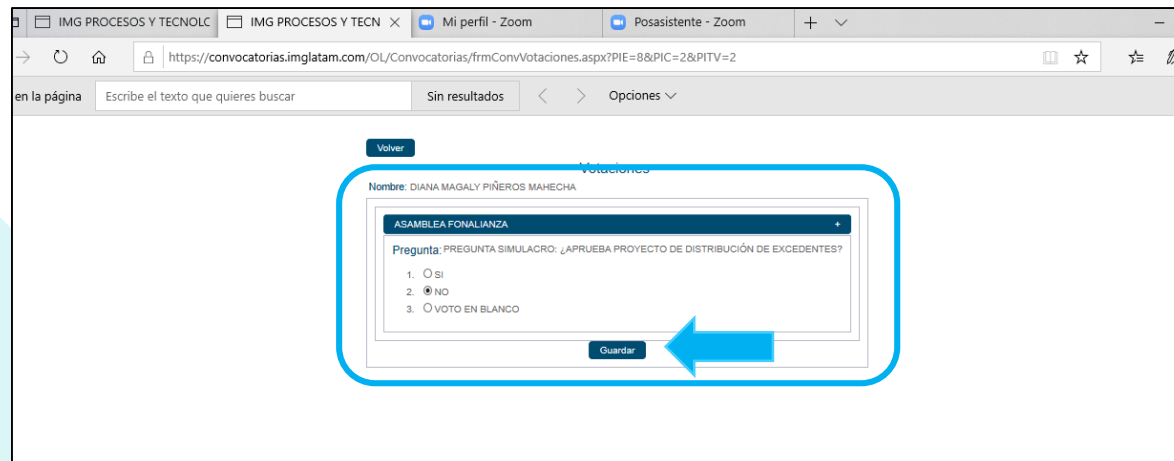 IMG PROCESOS Y TECNOLC
IMG PROCESOS Y TECN
Mi perfil - Zoom
Posasistente - Zoom
https://convocatorias.imglatam.com/OL/Convocatorias/frmConvVotaciones.aspx?PIE=8&PIC=2&PITV=2
en la página
Escribe el texto que quieres buscar
Sin resultados
Opciones
Volver
Votaciones
Nombre: DIANA MAGALY PIÑEROS MAHECHA
ASAMBLEA FONALIANZA +
Pregunta: PREGUNTA SIMULACRO: ¿APRUEBA PROYECTO DE DISTRIBUCIÓN DE EXCEDENTES?
1. SI
2. NO
3. VOTO EN BLANCO
Guardar